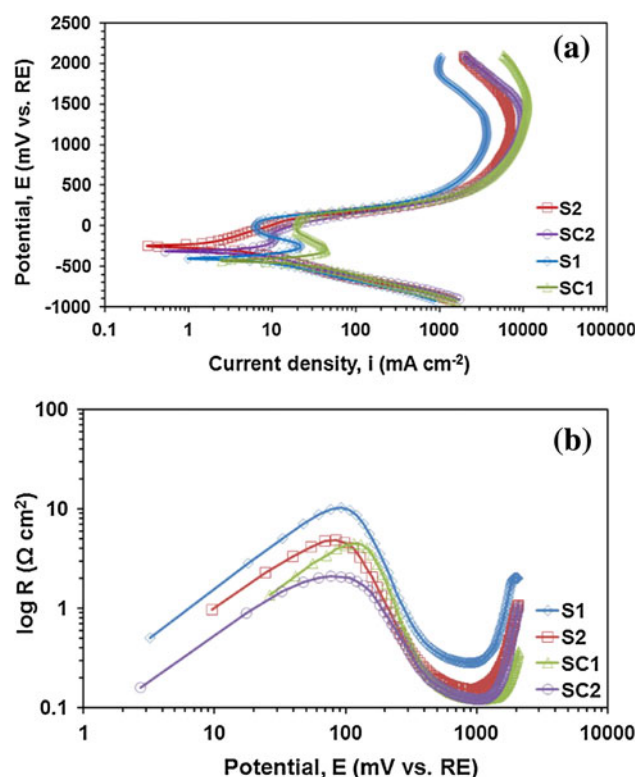 (a)
Potential, E (mV vs. RE)
2500
2000
1500
1000
500
0
-500
-1000
S2
SC2
S1
SC1
0.1 1 10 100 1000 10000 100000
Current density, i (mA cm-2)
(b)
log R (Ω cm2)
100
10
1
0.1
S1
S2
SC1
SC2
1 10 100 1000 10000
Potential, E (mV vs. RE)